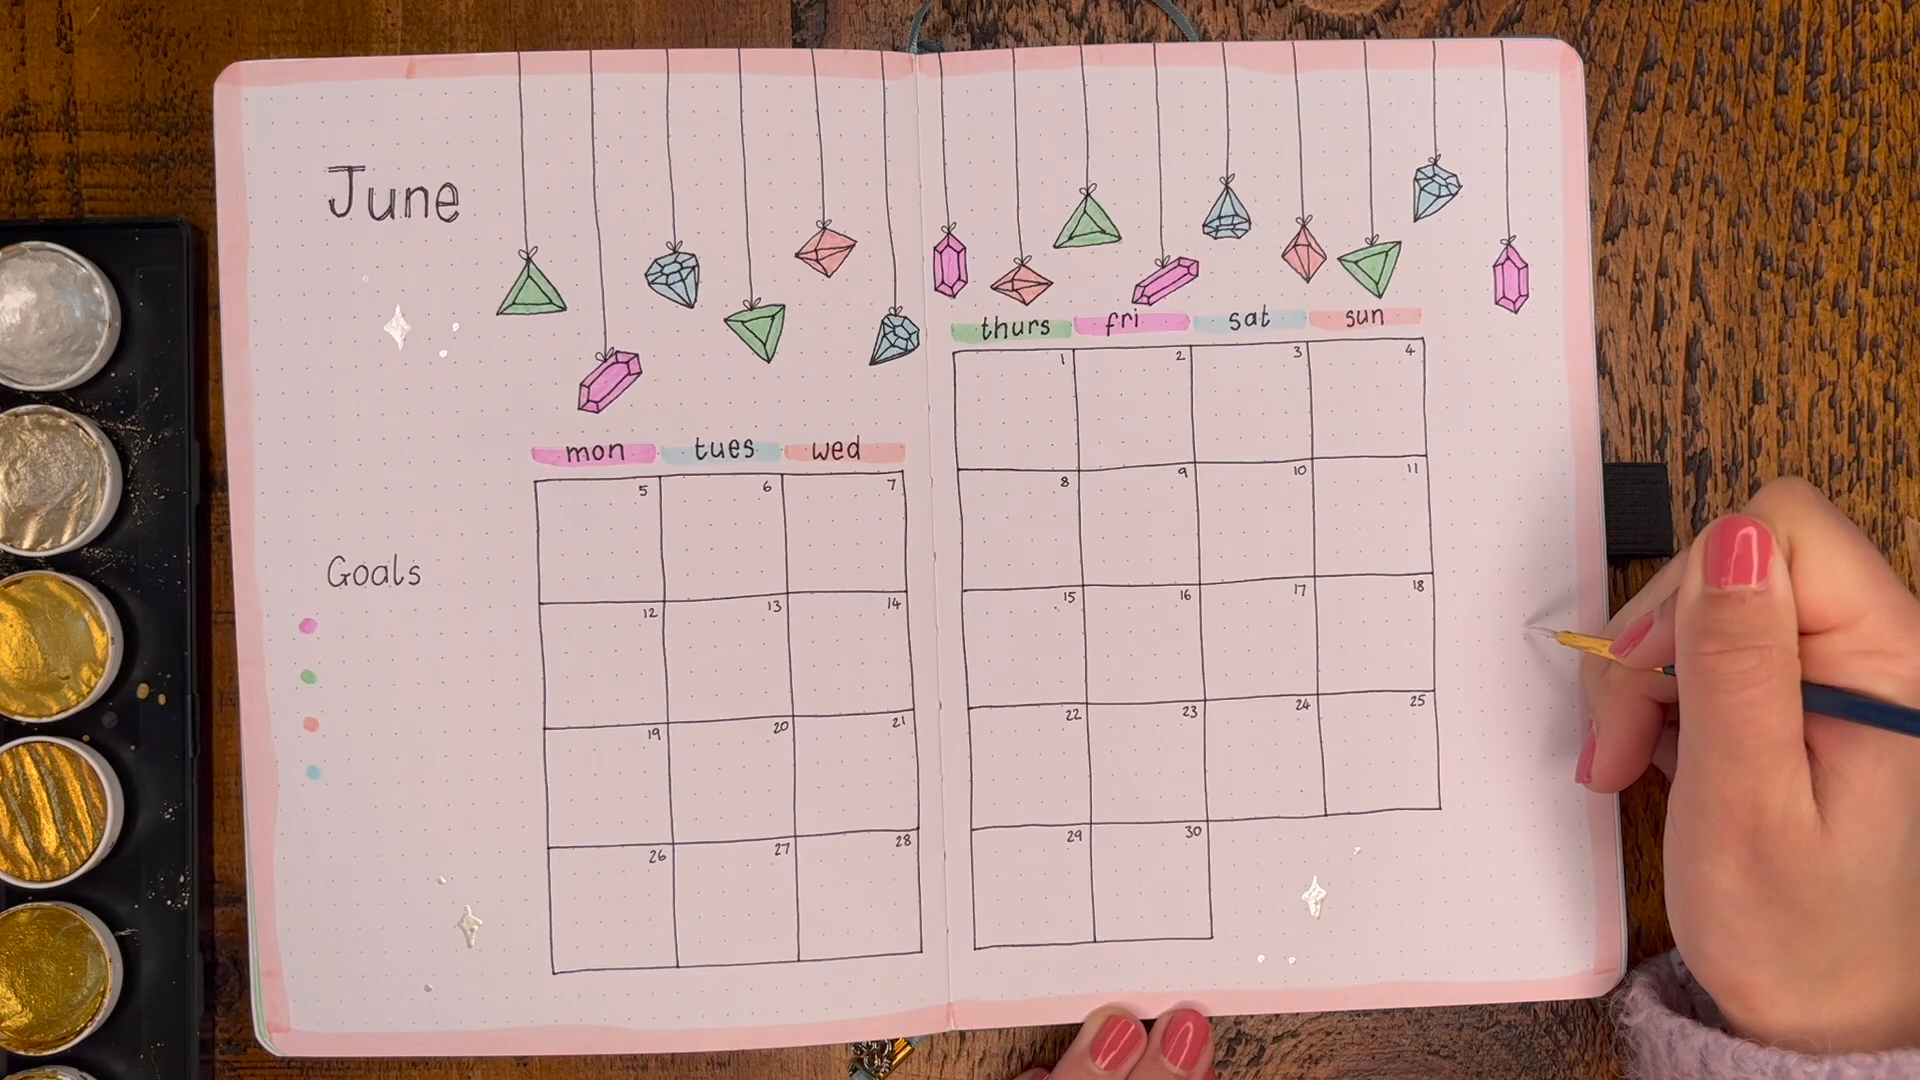 June
thurs fri sat sun
1 2 3 4
mon tues wed
5 6 7
8 9 10 11
Goals
12 13 14
15 16 17 18
19 20 21
22 23 24 25
26 27 28
29 30